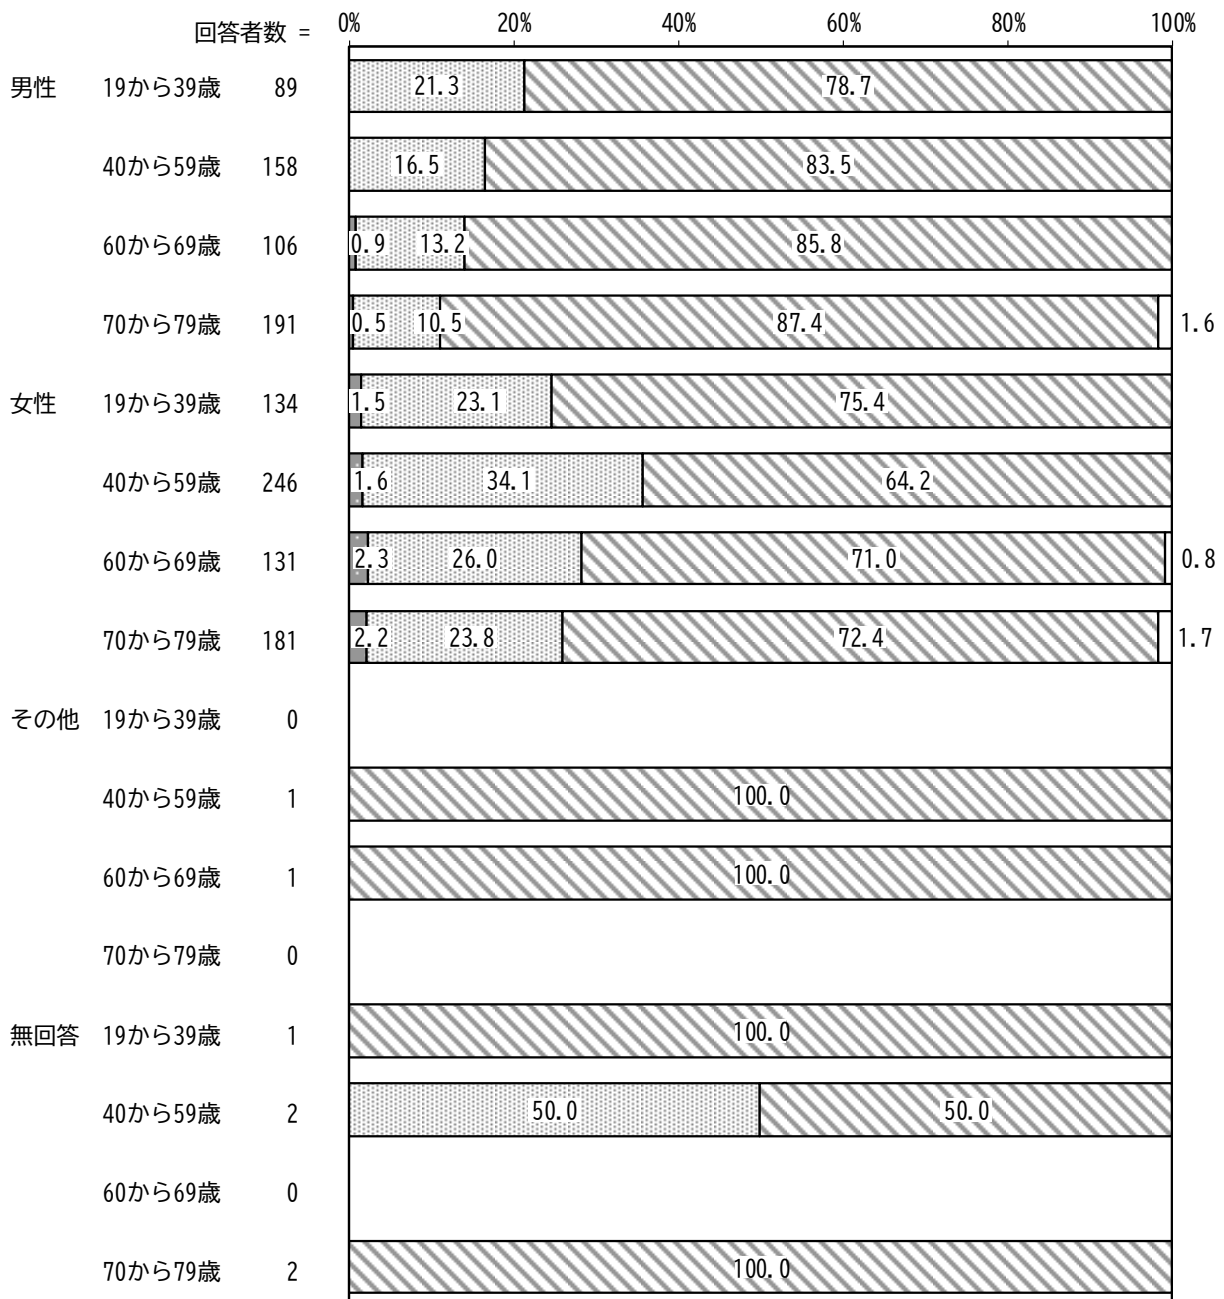 0% 20% 40% 60% 80% 100%
回答者数 =
男性 19から39歳 89 21.3 78.7
40から59歳 158 16.5 83.5
60から69歳 106 0.9 13.2 85.8
70から79歳 191 0.5 10.5 87.4 1.6
女性 19から39歳 134 1.5 23.1 75.4
40から59歳 246 1.6 34.1 64.2
60から69歳 131 2.3 26.0 71.0 0.8
70から79歳 181 2.2 23.8 72.4 1.7
その他 19から39歳 0
40から59歳 1 100.0
60から69歳 1 100.0
70から79歳 0
無回答 19から39歳 1 100.0
40から59歳 2 50.0 50.0
60から69歳 0
70から79歳 2 100.0